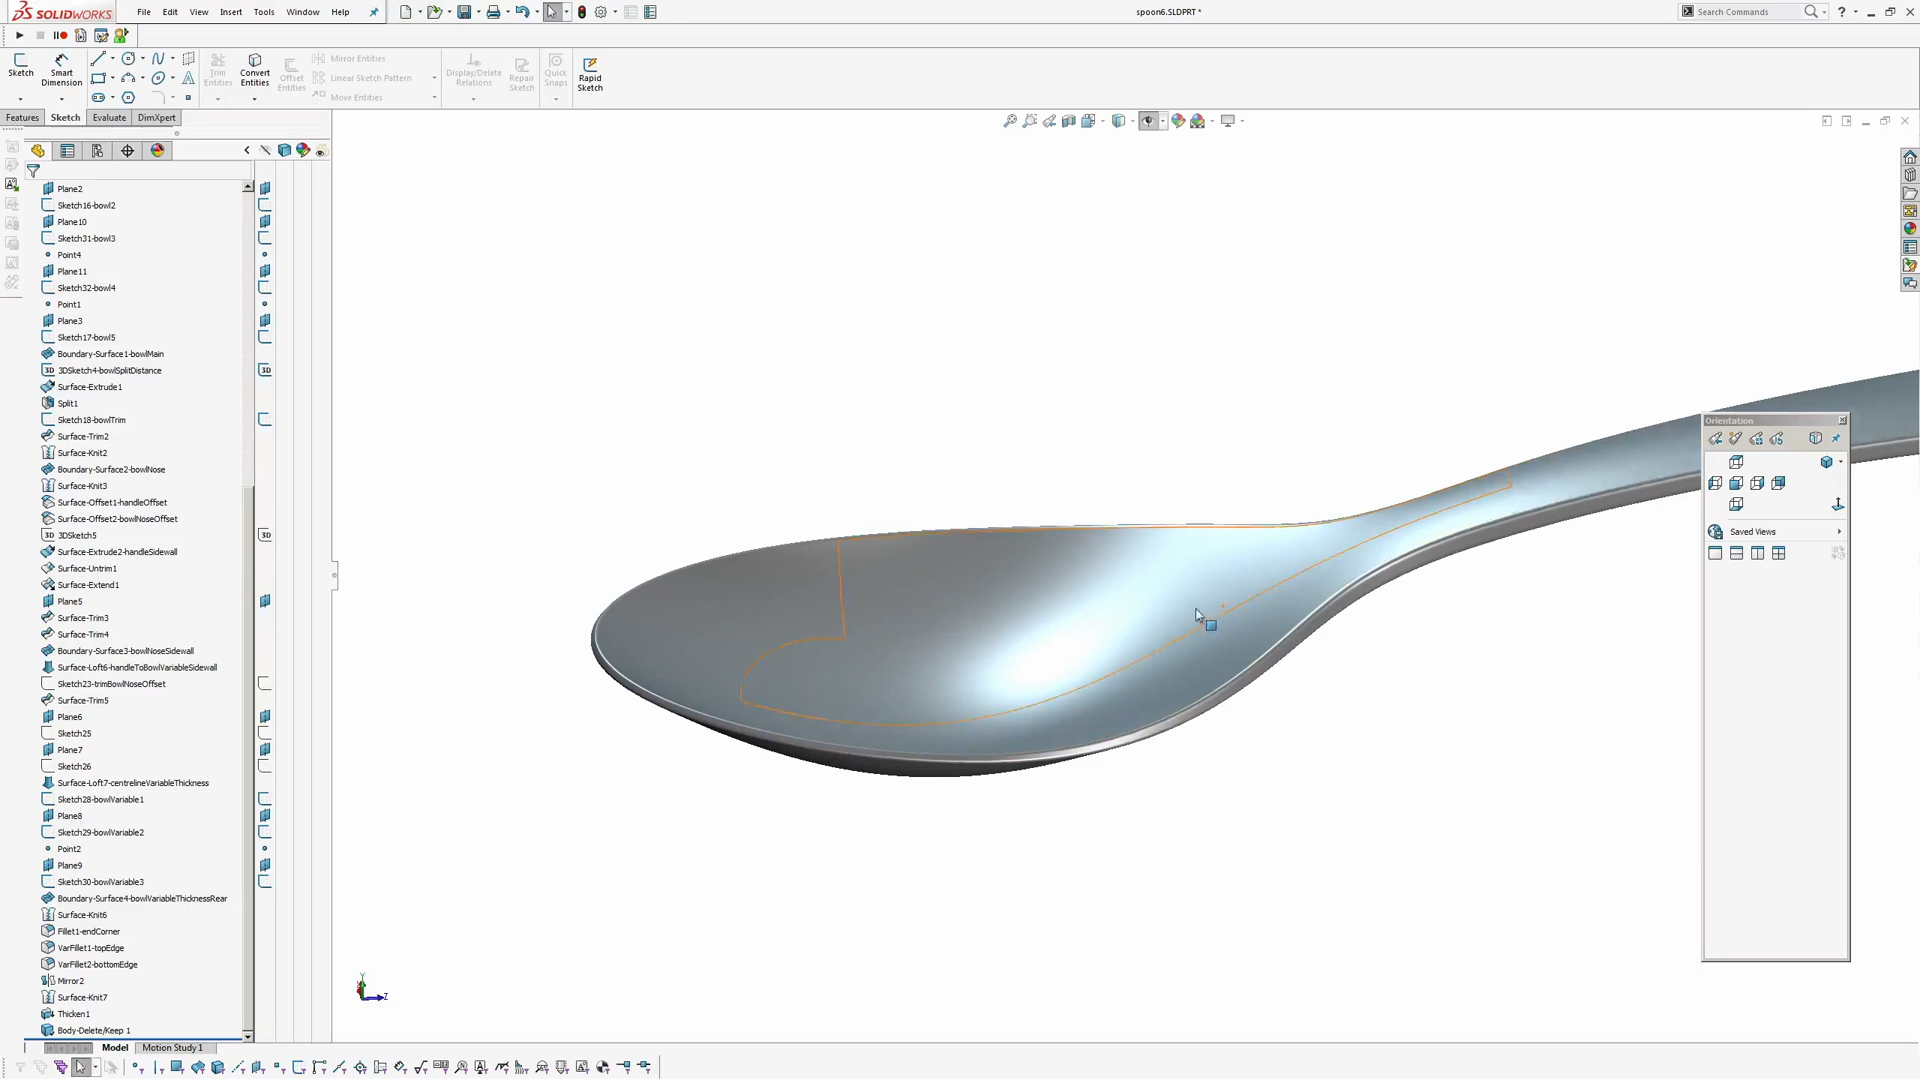 SOLIDWORKS File Edit View Insert Tools Window Help
spoon6.SLDPRT *
Search Commands
Sketch
Smart Dimension
Trim Entities
Convert Entities
Offset Entities
Mirror Entities
Linear Sketch Pattern
Move Entities
Display/Delete Relations
Repair Sketch
Quick Snaps
Rapid Sketch
Features Sketch Evaluate DimXpert
Plane2
Sketch16-bowl2
Plane10
Sketch31-bowl3
Point4
Plane11
Sketch32-bowl4
Point1
Plane3
Sketch17-bowl5
Boundary-Surface1-bowlMain
3D 3DSketch4-bowlSplitDistance 3D
Surface-Extrude1
Split1
Sketch18-bowlTrim
Surface-Trim2
Surface-Knit2
Boundary-Surface2-bowlNose
Surface-Knit3
Surface-Offset1-handleOffset
Surface-Offset2-bowlNoseOffset
3D 3DSketch5 3D
Surface-Extrude2-handleSidewall
Surface-Untrim1
Surface-Extend1
Plane5
Surface-Trim3
Surface-Trim4
Boundary-Surface3-bowlNoseSidewall
Surface-Loft6-handleToBowlVariableSidewall
Sketch23-trimBowlNoseOffset
Surface-Trim5
Plane6
Sketch25
Plane7
Sketch26
Surface-Loft7-centrelineVariableThickness
Sketch28-bowlVariable1
Plane8
Sketch29-bowlVariable2
Point2
Plane9
Sketch30-bowlVariable3
Boundary-Surface4-bowlVariableThicknessRear
Surface-Knit6
Fillet1-endCorner
VarFillet1-topEdge
VarFillet2-bottomEdge
Mirror2
Surface-Knit7
Thicken1
Body-Delete/Keep 1
Model Motion Study 1
Orientation
Saved Views
Y
Z